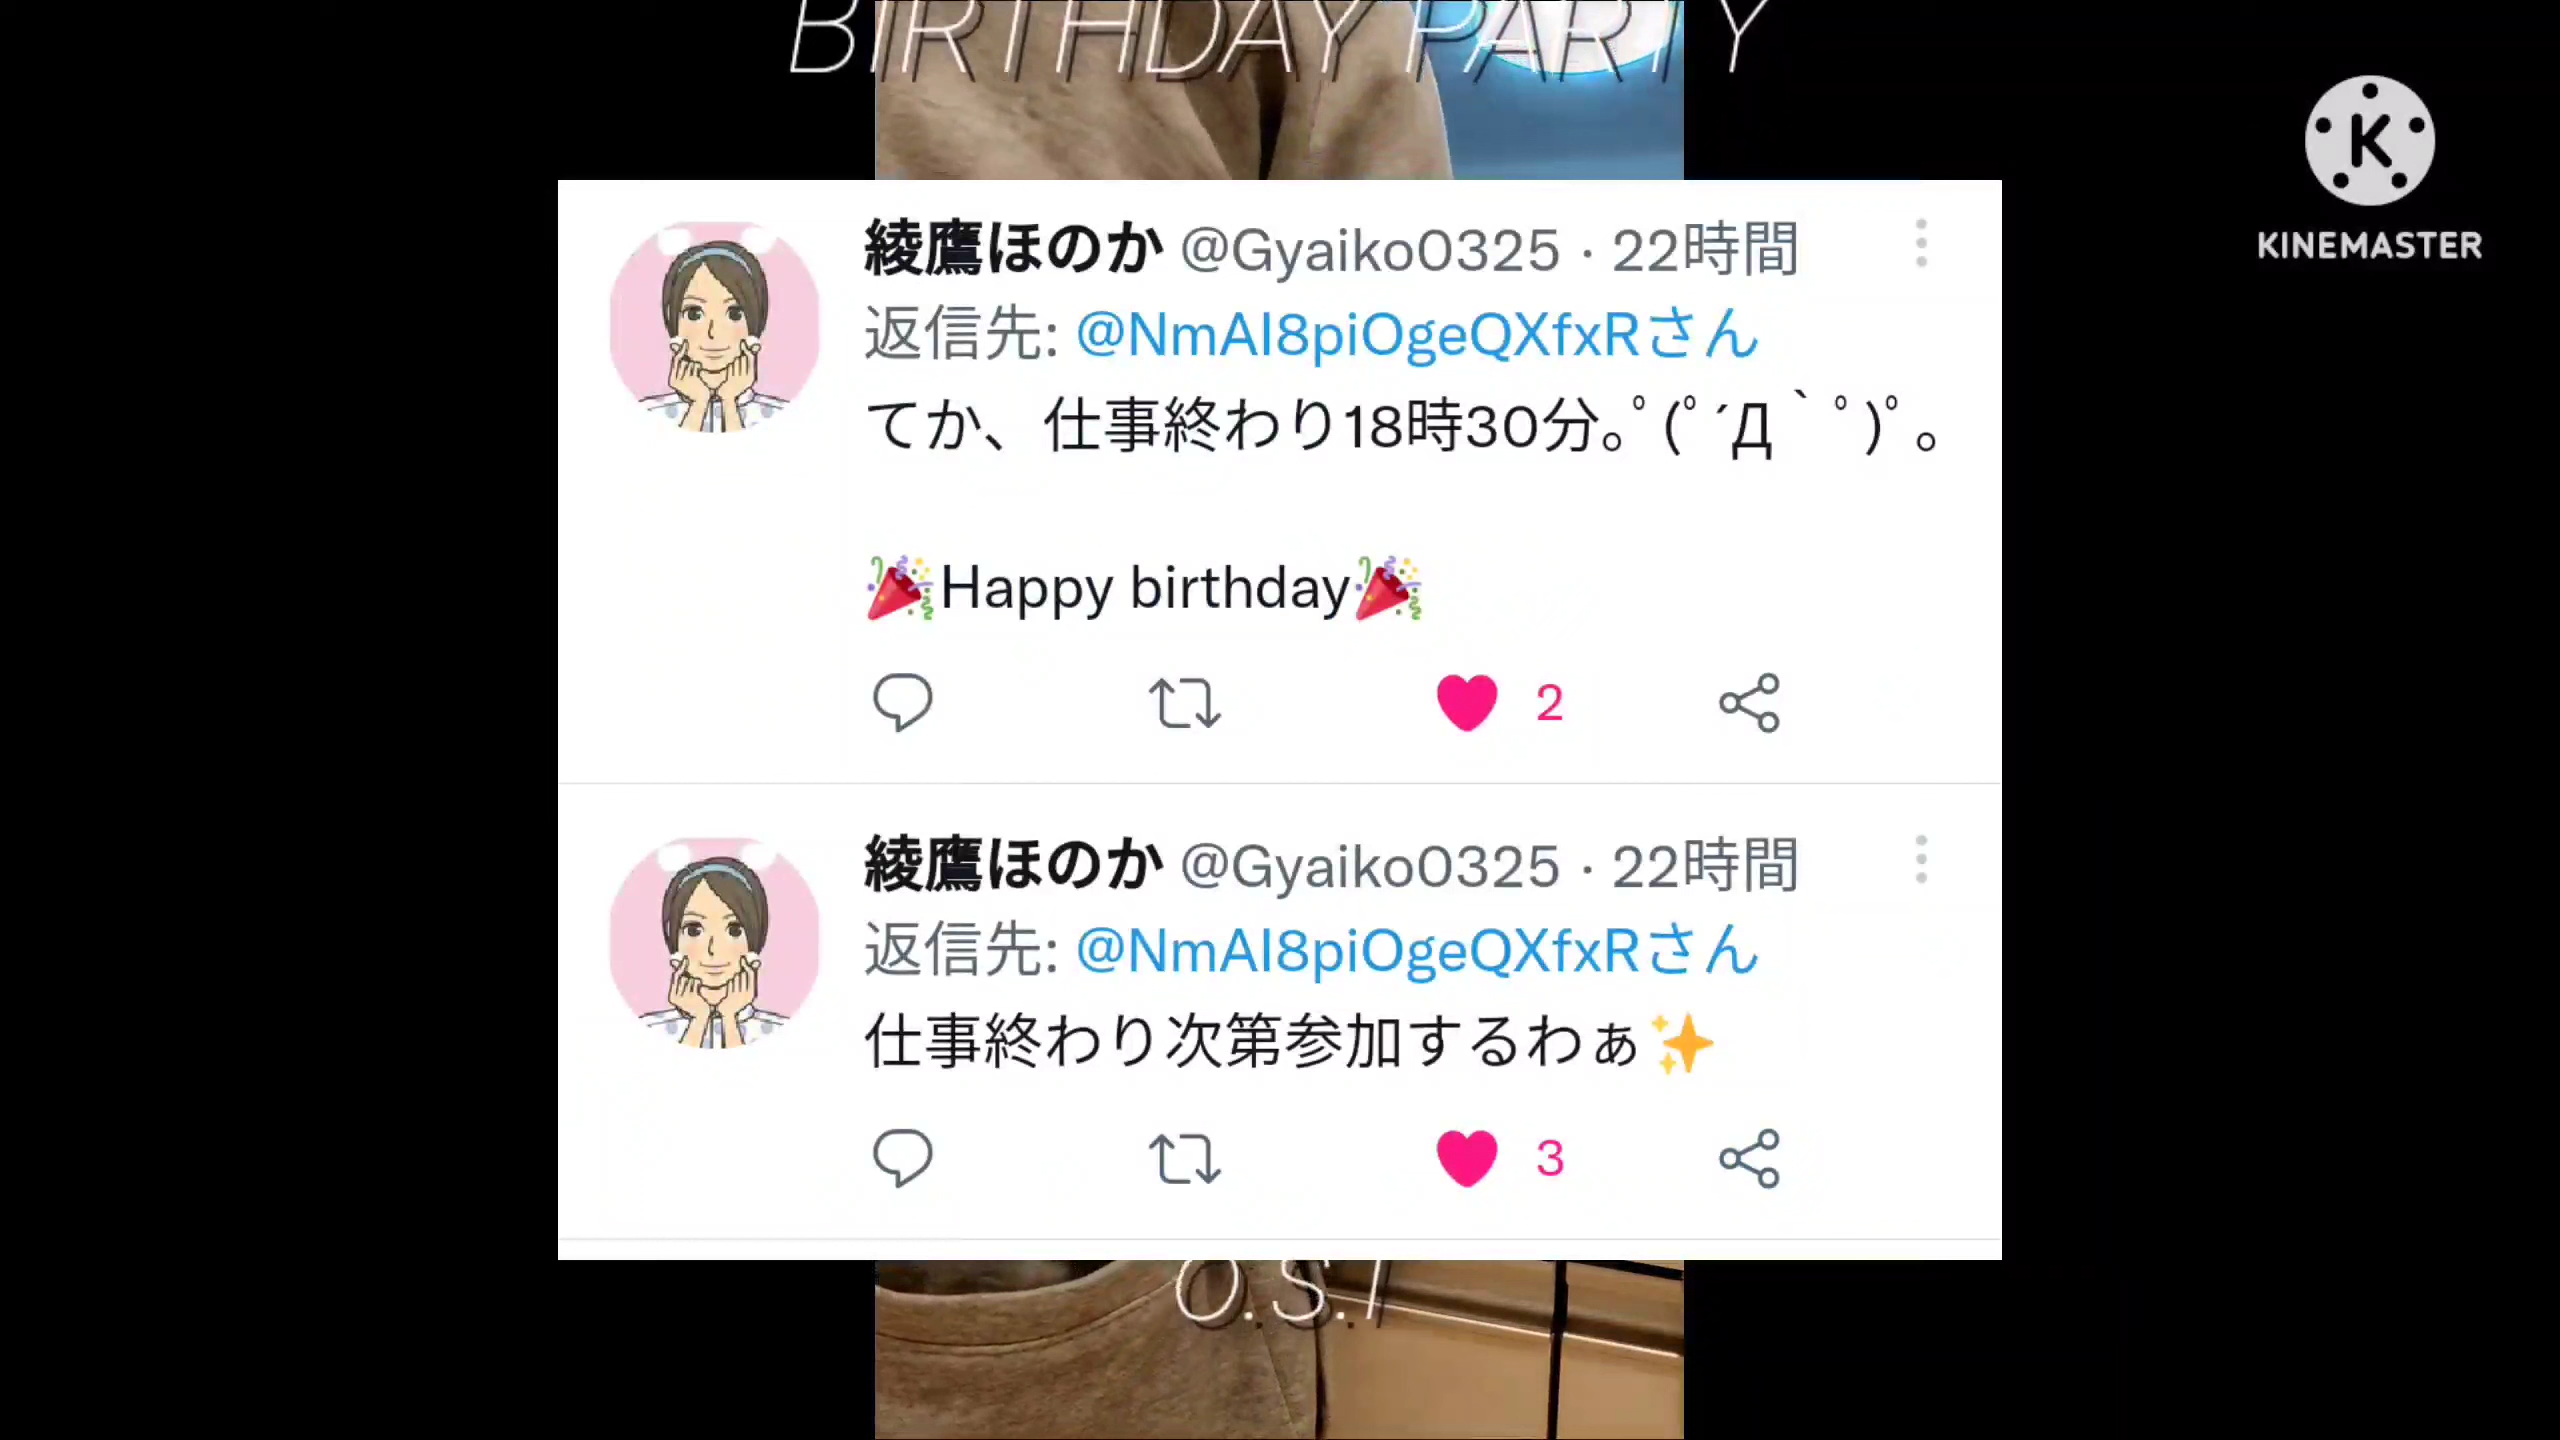 BIRTHDAY PARTY
K
KINEMASTER
綾鷹ほのか @Gyaiko0325 · 22時間
返信先: @NmAI8piOgeQXfxRさん
てか、仕事終わり18時30分｡ﾟ(ﾟ´Д｀ﾟ)ﾟ｡
🎉Happy birthday🎉
2
綾鷹ほのか @Gyaiko0325 · 22時間
返信先: @NmAI8piOgeQXfxRさん
仕事終わり次第参加するわぁ✨
3
O.S.T